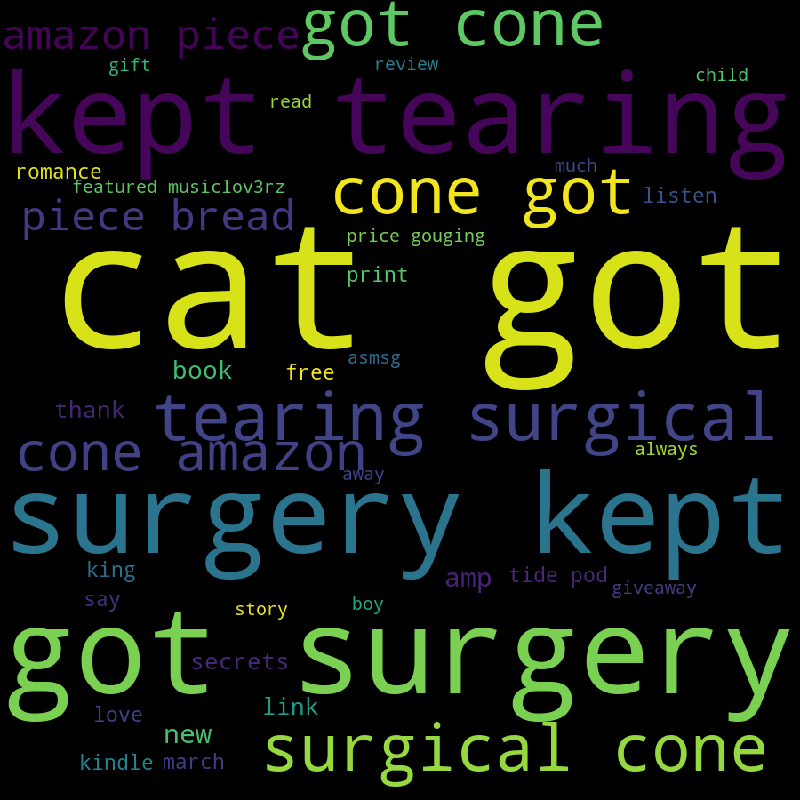 amazon piece
got cone
gift
review
child
kept tearing
read
romance
much
featured musiclov3rz
cone got
listen
piece bread
price gouging
cat got
print
asmsg
book
free
thank
tearing surgical
cone amazon
always
away
surgery kept
king
amp
tide pod
giveaway
say
story
boy
got surgery
secrets
love
link
new
surgical cone
kindle
march